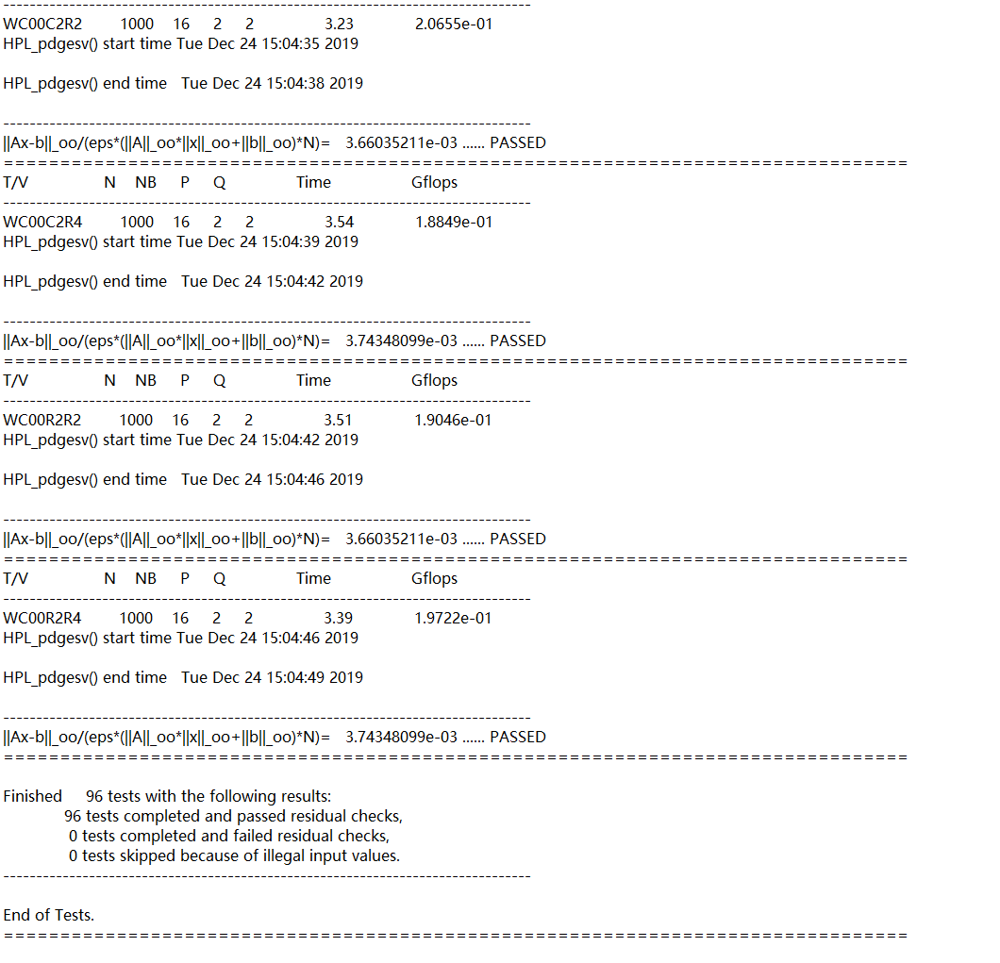 --------------------------------------------------------------------------------
WC00C2R2 1000 16 2 2 3.23 2.0655e-01
HPL_pdgesv() start time Tue Dec 24 15:04:35 2019
HPL_pdgesv() end time Tue Dec 24 15:04:38 2019
--------------------------------------------------------------------------------
||Ax-b||_oo/(eps*(||A||_oo*||x||_oo+||b||_oo)*N)= 3.66035211e-03 ...... PASSED
================================================================================
T/V N NB P Q Time Gflops
--------------------------------------------------------------------------------
WC00C2R4 1000 16 2 2 3.54 1.8849e-01
HPL_pdgesv() start time Tue Dec 24 15:04:39 2019
HPL_pdgesv() end time Tue Dec 24 15:04:42 2019
--------------------------------------------------------------------------------
||Ax-b||_oo/(eps*(||A||_oo*||x||_oo+||b||_oo)*N)= 3.74348099e-03 ...... PASSED
================================================================================
T/V N NB P Q Time Gflops
--------------------------------------------------------------------------------
WC00R2R2 1000 16 2 2 3.51 1.9046e-01
HPL_pdgesv() start time Tue Dec 24 15:04:42 2019
HPL_pdgesv() end time Tue Dec 24 15:04:46 2019
--------------------------------------------------------------------------------
||Ax-b||_oo/(eps*(||A||_oo*||x||_oo+||b||_oo)*N)= 3.66035211e-03 ...... PASSED
================================================================================
T/V N NB P Q Time Gflops
--------------------------------------------------------------------------------
WC00R2R4 1000 16 2 2 3.39 1.9722e-01
HPL_pdgesv() start time Tue Dec 24 15:04:46 2019
HPL_pdgesv() end time Tue Dec 24 15:04:49 2019
--------------------------------------------------------------------------------
||Ax-b||_oo/(eps*(||A||_oo*||x||_oo+||b||_oo)*N)= 3.74348099e-03 ...... PASSED
================================================================================
Finished 96 tests with the following results:
96 tests completed and passed residual checks,
0 tests completed and failed residual checks,
0 tests skipped because of illegal input values.
--------------------------------------------------------------------------------
End of Tests.
================================================================================